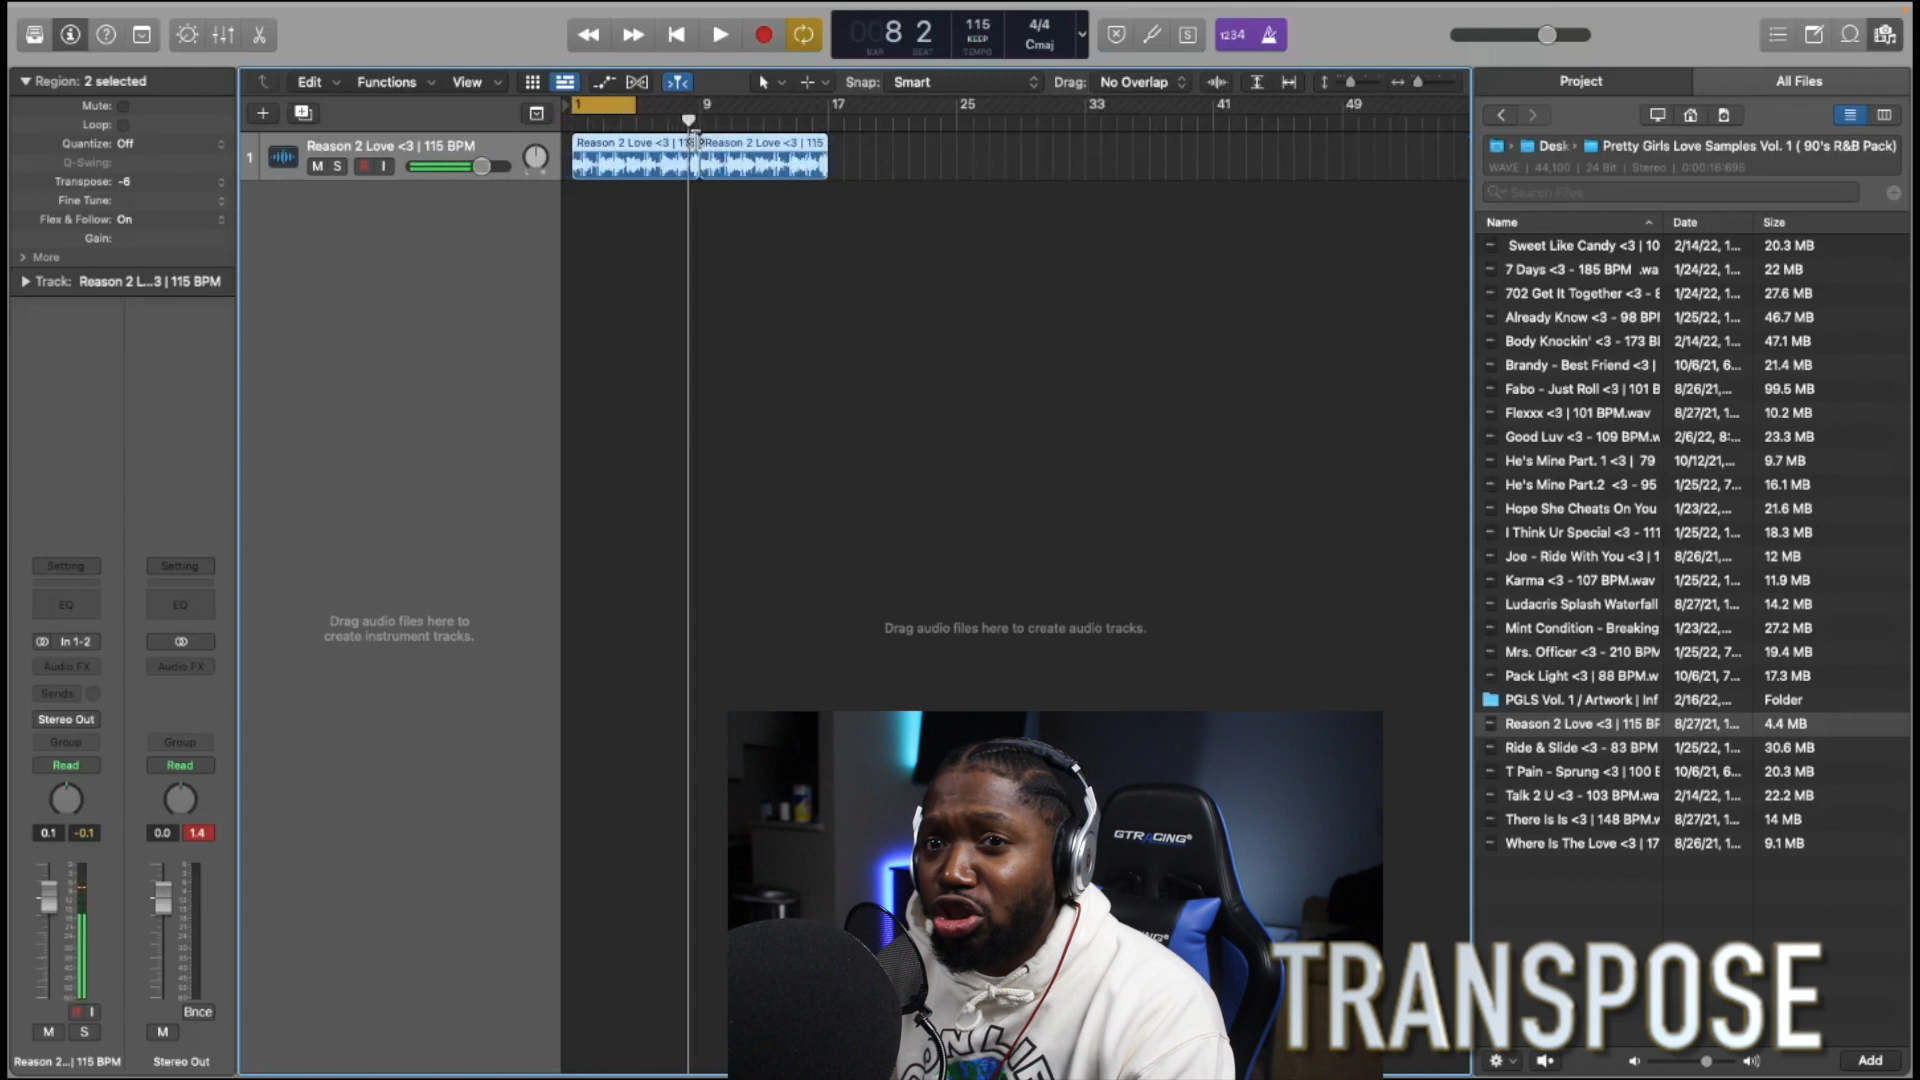 8 2
BAR
BEAT
115
KEEP
TEMPO
4/4
Cmaj
1234
Region: 2 selected
Mute:
Loop:
Quantize: Off
Q-Swing:
Transpose: -6
Fine Tune:
Flex & Follow: On
Gain:
More
Track: Reason 2 L...3 | 115 BPM
Edit
Functions
View
Snap: Smart
Drag: No Overlap
1
9
17
25
33
41
49
1
Reason 2 Love <3 | 115 BPM
M S R I
Reason 2 Love <3 | 11
Reason 2 Love <3 | 115
Drag audio files here to
create instrument tracks.
Drag audio files here to create audio tracks.
Setting
Setting
EQ
EQ
In 1-2
Audio FX
Audio FX
Sends
Stereo Out
Group
Group
Read
Read
0.1
-0.1
0.0
1.4
R I
Bnce
M
S
M
Reason 2...| 115 BPM
Stereo Out
Project
All Files
Desk
Pretty Girls Love Samples Vol. 1 ( 90's R&B Pack)
WAVE | 44,100 | 24 Bit | Stereo | 0:00:16:695
Search Files
Name
Date
Size
Sweet Like Candy <3 | 10 2/14/22, 1... 20.3 MB
7 Days <3 - 185 BPM .wa 1/24/22, 1... 22 MB
702 Get It Together <3 - 8 1/24/22, 1... 27.6 MB
Already Know <3 - 98 BPI 1/25/22, 1... 46.7 MB
Body Knockin' <3 - 173 BI 2/14/22, 1... 47.1 MB
Brandy - Best Friend <3 | 10/6/21, 6... 21.4 MB
Fabo - Just Roll <3 | 101 B 8/26/21,... 99.5 MB
Flexxx <3 | 101 BPM.wav 8/27/21, 1... 10.2 MB
Good Luv <3 - 109 BPM.w 2/6/22, 8:... 23.3 MB
He's Mine Part. 1 <3 | 79 10/12/21,... 9.7 MB
He's Mine Part.2 <3 - 95 1/25/22, 7... 16.1 MB
Hope She Cheats On You 1/23/22,... 21.6 MB
I Think Ur Special <3 - 111 1/25/22, 1... 18.3 MB
Joe - Ride With You <3 | 1 8/26/21,... 12 MB
Karma <3 - 107 BPM.wav 1/25/22, 1... 11.9 MB
Ludacris Splash Waterfall 8/27/21, 1... 14.2 MB
Mint Condition - Breaking 1/23/22,... 27.2 MB
Mrs. Officer <3 - 210 BPM 1/25/22, 7... 19.4 MB
Pack Light <3 | 88 BPM.w 10/6/21, 7... 17.3 MB
PGLS Vol. 1 / Artwork | Inf 2/16/22,... Folder
Reason 2 Love <3 | 115 BF 8/27/21, 1... 4.4 MB
Ride & Slide <3 - 83 BPM 1/25/22, 1... 30.6 MB
T Pain - Sprung <3 | 100 E 10/6/21, 6... 20.3 MB
Talk 2 U <3 - 103 BPM.wa 2/14/22, 1... 22.2 MB
There Is Is <3 | 148 BPM.v 8/27/21, 1... 14 MB
Where Is The Love <3 | 17 8/26/21, 1... 9.1 MB
GTRACING
TRANSPOSE
Add